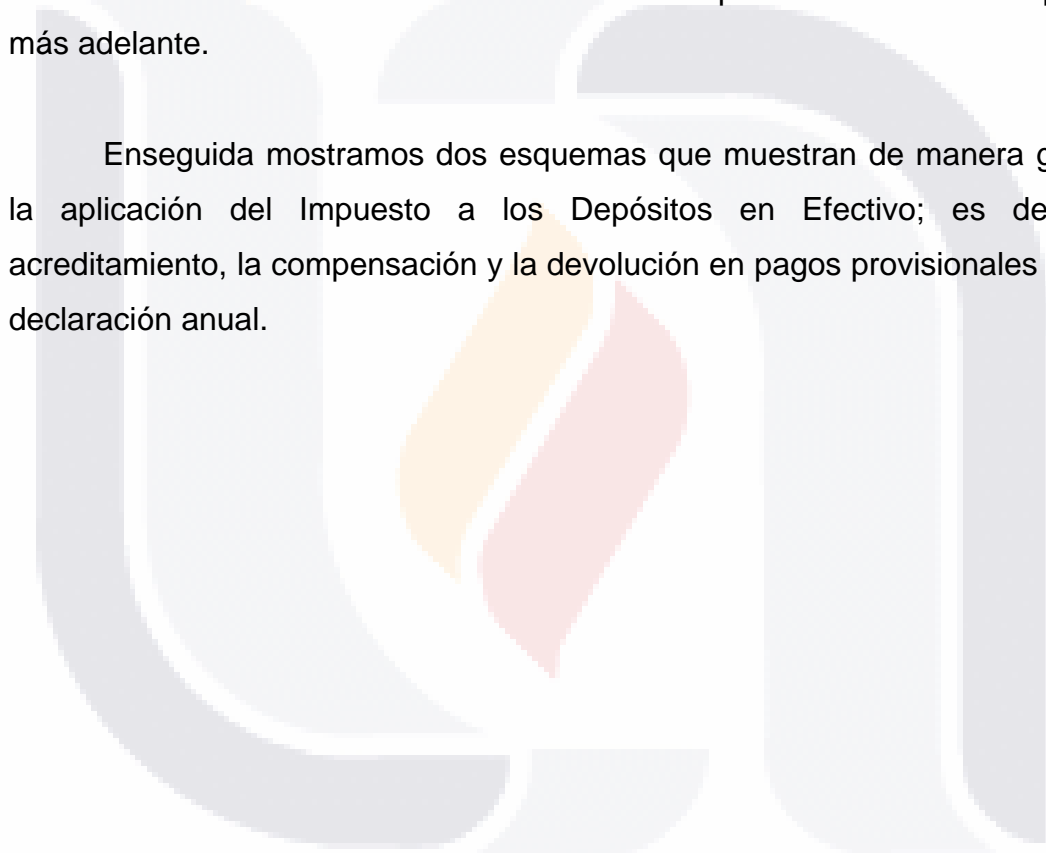 más adelante.
Enseguida mostramos dos esquemas que muestran de manera
la aplicación del Impuesto a los Depósitos en Efectivo; es
acreditamiento, la compensación y la devolución en pagos provisionales
declaración anual.